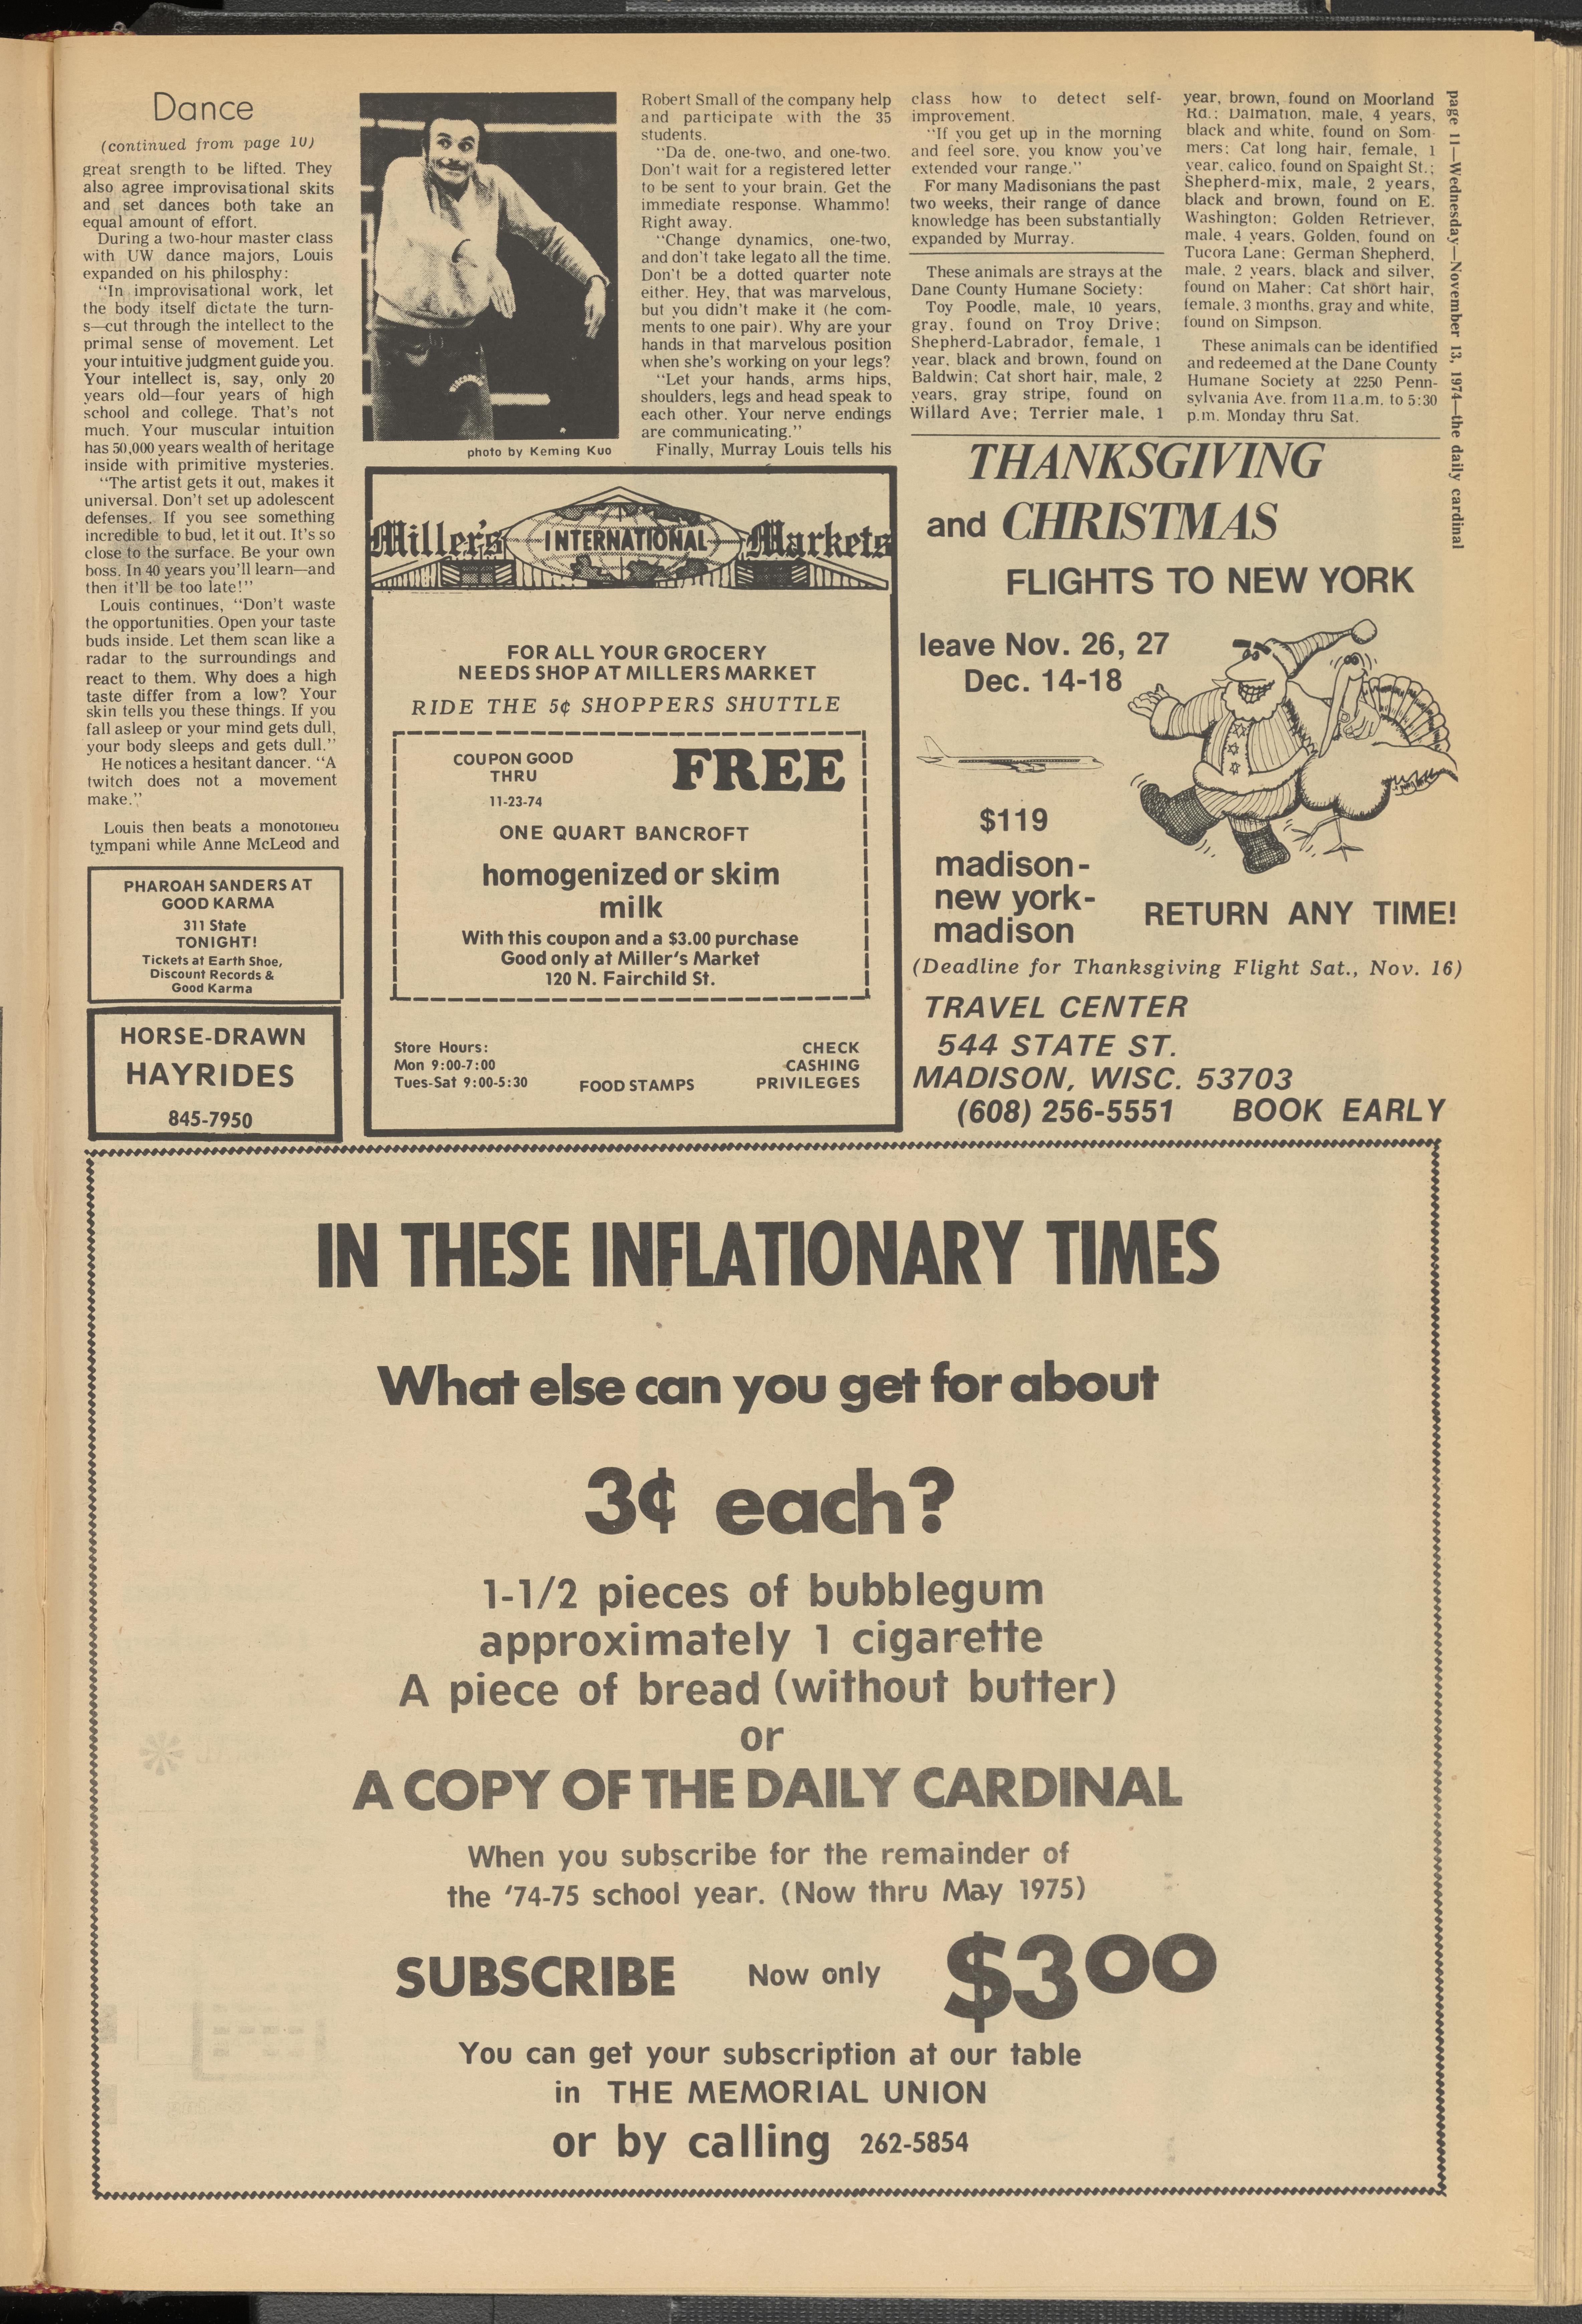 Dance
(continued from page 10)
great srength to be lifted. They
also agree improvisational skits
and set dances both take an
equal amount of effort.
During a two-hour master class
with UW dance majors, Louis
expanded on his philosphy:
"In improvisational work, let
the body itself dictate the turn-
s—cut through the intellect to the
primal sense of movement. Let
your intuitive judgment guide you.
Your intellect is, say, only 20
years old—four years of high
school and college. That's not
much. Your muscular intuition
has 50,000 years wealth of heritage
inside with primitive mysteries.
"The artist gets it out, makes it
universal. Don't set up adolescent
defenses. If you see something
incredible to bud, let it out. It's so
close to the surface. Be your own
boss. In 40 years you'll learn—and
then it'll be too late!"
Louis continues, "Don't waste
the opportunities. Open your taste
buds inside. Let them scan like a
radar to the surroundings and
react to them. Why does a high
taste differ from a low? Your
skin tells you these things. If you
fall asleep or your mind gets dull,
your body sleeps and gets dull."
He notices a hesitant dancer. "A
twitch does not a movement
make."
Louis then beats a monotoned
tympani while Anne McLeod and
WISCONSIN
photo by Keming Kuo
Robert Small of the company help
and participate with the 35
students.
"Da de, one-two, and one-two.
Don't wait for a registered letter
to be sent to your brain. Get the
immediate response. Whammo!
Right away.
"Change dynamics, one-two,
and don't take legato all the time.
Don't be a dotted quarter note
either. Hey, that was marvelous,
but you didn't make it (he com-
ments to one pair). Why are your
hands in that marvelous position
when she's working on your legs?
"Let your hands, arms hips,
shoulders, legs and head speak to
each other. Your nerve endings
are communicating."
Finally, Murray Louis tells his
class how to detect self-
improvement.
"If you get up in the morning
and feel sore, you know you've
extended your range."
For many Madisonians the past
two weeks, their range of dance
knowledge has been substantially
expanded by Murray.
These animals are strays at the
Dane County Humane Society:
Toy Poodle, male, 10 years,
gray, found on Troy Drive;
Shepherd-Labrador, female, 1
year, black and brown, found on
Baldwin; Cat short hair, male, 2
years, gray stripe, found on
Willard Ave; Terrier male, 1
year, brown, found on Moorland
Rd.; Dalmation, male, 4 years,
black and white, found on Som-
mers; Cat long hair, female, 1
year, calico, found on Spaight St.;
Shepherd-mix, male, 2 years,
black and brown, found on E.
Washington; Golden Retriever,
male, 4 years, Golden, found on
Tucora Lane; German Shepherd,
male, 2 years, black and silver,
found on Maher; Cat short hair,
female, 3 months, gray and white,
found on Simpson.
These animals can be identified
and redeemed at the Dane County
Humane Society at 2250 Penn-
sylvania Ave. from 11 a.m. to 5:30
p.m. Monday thru Sat.
page 11—Wednesday—November 13, 1974—the daily cardinal
PHAROAH SANDERS AT
GOOD KARMA
311 State
TONIGHT!
Tickets at Earth Shoe,
Discount Records &
Good Karma
HORSE-DRAWN
HAYRIDES
845-7950
Miller's INTERNATIONAL Markets
FOR ALL YOUR GROCERY
NEEDS SHOP AT MILLERS MARKET
RIDE THE 5¢ SHOPPERS SHUTTLE
COUPON GOOD
THRU
11-23-74
FREE
ONE QUART BANCROFT
homogenized or skim
milk
With this coupon and a $3.00 purchase
Good only at Miller's Market
120 N. Fairchild St.
Store Hours:
Mon 9:00-7:00
Tues-Sat 9:00-5:30
FOOD STAMPS
CHECK
CASHING
PRIVILEGES
THANKSGIVING
and CHRISTMAS
FLIGHTS TO NEW YORK
leave Nov. 26, 27
Dec. 14-18
$119
madison-
new york-
madison
RETURN ANY TIME!
(Deadline for Thanksgiving Flight Sat., Nov. 16)
TRAVEL CENTER
544 STATE ST.
MADISON, WISC. 53703
(608) 256-5551 BOOK EARLY
IN THESE INFLATIONARY TIMES
What else can you get for about
3¢ each?
1-1/2 pieces of bubblegum
approximately 1 cigarette
A piece of bread (without butter)
or
A COPY OF THE DAILY CARDINAL
When you subscribe for the remainder of
the '74-75 school year. (Now thru May 1975)
SUBSCRIBE Now only $3 00
You can get your subscription at our table
in THE MEMORIAL UNION
or by calling 262-5854